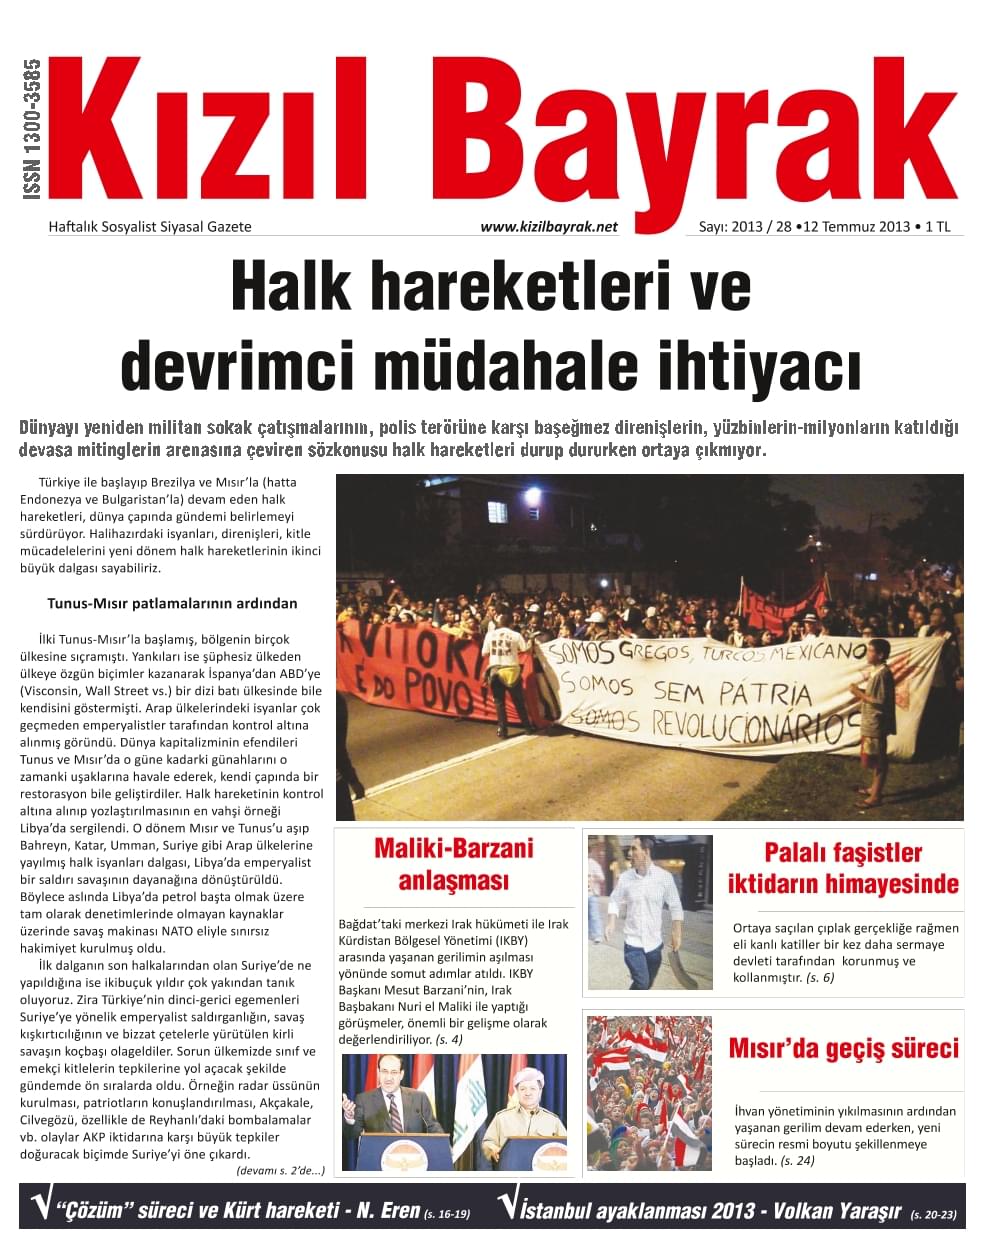 ISSN 1300-3585
Kızıl Bayrak
Haftalık Sosyalist Siyasal Gazete
www.kizilbayrak.net
Sayı: 2013 / 28 •12 Temmuz 2013 • 1 TL
Halk hareketleri ve
devrimci müdahale ihtiyacı
Dünyayı yeniden militan sokak çatışmalarının, polis terörüne karşı başeğmez direnişlerin, yüzbinlerin-milyonların katıldığı
devasa mitinglerin arenasına çeviren sözkonusu halk hareketleri durup dururken ortaya çıkmıyor.
Türkiye ile başlayıp Brezilya ve Mısır’la (hatta
Endonezya ve Bulgaristan’la) devam eden halk
hareketleri, dünya çapında gündemi belirlemeyi
sürdürüyor. Halihazırdaki isyanları, direnişleri, kitle
mücadelelerini yeni dönem halk hareketlerinin ikinci
büyük dalgası sayabiliriz.
Tunus-Mısır patlamalarının ardından
İlki Tunus-Mısır’la başlamış, bölgenin birçok
ülkesine sıçramıştı. Yankıları ise şüphesiz ülkeden
ülkeye özgün biçimler kazanarak İspanya’dan ABD’ye
(Visconsin, Wall Street vs.) bir dizi batı ülkesinde bile
kendisini göstermişti. Arap ülkelerindeki isyanlar çok
geçmeden emperyalistler tarafından kontrol altına
alınmış göründü. Dünya kapitalizminin efendileri
Tunus ve Mısır’da o güne kadarki günahlarını o
zamanki uşaklarına havale ederek, kendi çapında bir
restorasyon bile geliştirdiler. Halk hareketinin kontrol
altına alınıp yozlaştırılmasının en vahşi örneği
Libya’da sergilendi. O dönem Mısır ve Tunus’u aşıp
Bahreyn, Katar, Umman, Suriye gibi Arap ülkelerine
yayılmış halk isyanları dalgası, Libya’da emperyalist
bir saldırı savaşının dayanağına dönüştürüldü.
Böylece aslında Libya’da petrol başta olmak üzere
tam olarak denetimlerinde olmayan kaynaklar
üzerinde savaş makinası NATO eliyle sınırsız
hakimiyet kurulmuş oldu.
İlk dalganın son halkalarından olan Suriye’de ne
yapıldığına ise ikibuçuk yıldır çok yakından tanık
oluyoruz. Zira Türkiye’nin dinci-gerici egemenleri
Suriye’ye yönelik emperyalist saldırganlığın, savaş
kışkırtıcılığının ve bizzat çetelerle yürütülen kirli
savaşın koçbaşı olageldiler. Sorun ülkemizde sınıf ve
emekçi kitlelerin tepkilerine yol açacak şekilde
gündemde ön sıralarda oldu. Örneğin radar üssünün
kurulması, patriotların konuşlandırılması, Akçakale,
Cilvegözü, özellikle de Reyhanlı’daki bombalamalar
vb. olaylar AKP iktidarına karşı büyük tepkiler
doğuracak biçimde Suriye’yi öne çıkardı.
(devamı s. 2’de...)
VITORI
É DO POVO
SOMOS GREGOS, TURCOS MEXICANO
SOMOS SEM PÁTRIA
SOMOS REVOLUCIONÁRIOS
Maliki-Barzani
anlaşması
Bağdat’taki merkezi Irak hükümeti ile Irak
Kürdistan Bölgesel Yönetimi (IKBY)
arasında yaşanan gerilimin aşılması
yönünde somut adımlar atıldı. IKBY
Başkanı Mesut Barzani’nin, Irak
Başbakanı Nuri el Maliki ile yaptığı
görüşmeler, önemli bir gelişme olarak
değerlendiriliyor. (s. 4)
Palalı faşistler
iktidarın himayesinde
Ortaya saçılan çıplak gerçekliğe rağmen
eli kanlı katiller bir kez daha sermaye
devleti tarafından korunmuş ve
kollanmıştır. (s. 6)
Mısır’da geçiş süreci
İhvan yönetiminin yıkılmasının ardından
yaşanan gerilim devam ederken, yeni
sürecin resmi boyutu şekillenmeye
başladı. (s. 24)
√ “Çözüm” süreci ve Kürt hareketi - N. Eren (s. 16-19)
√ İstanbul ayaklanması 2013 - Volkan Yaraşır (s. 20-23)